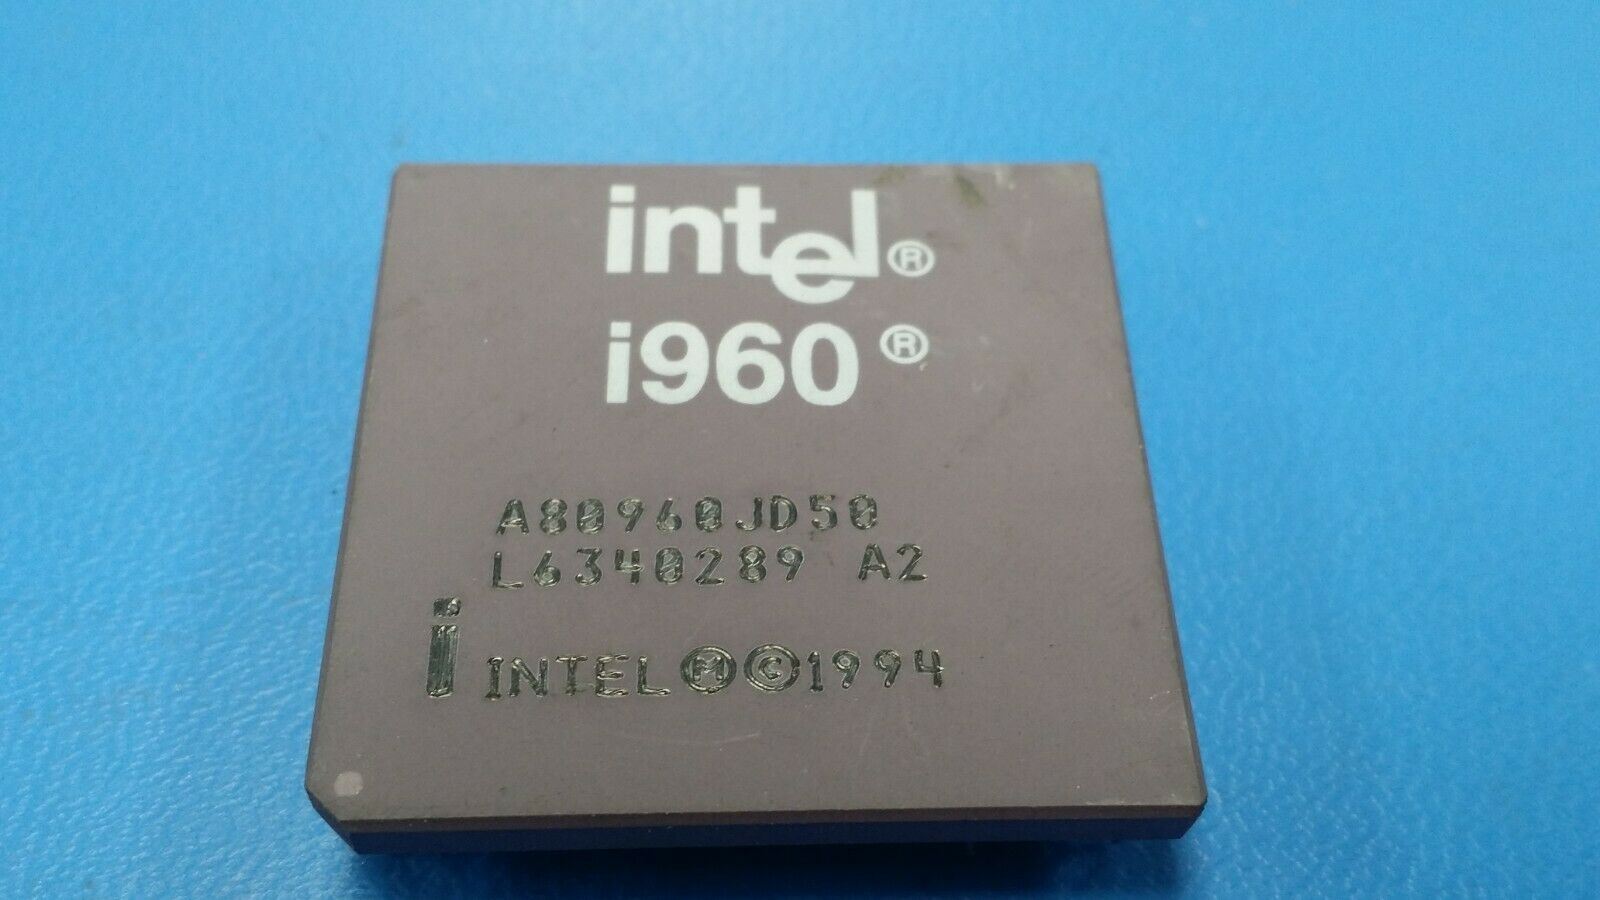 intel®
i960®
A80960JD50
L6340289 A2
i INTEL Ⓜ©1994